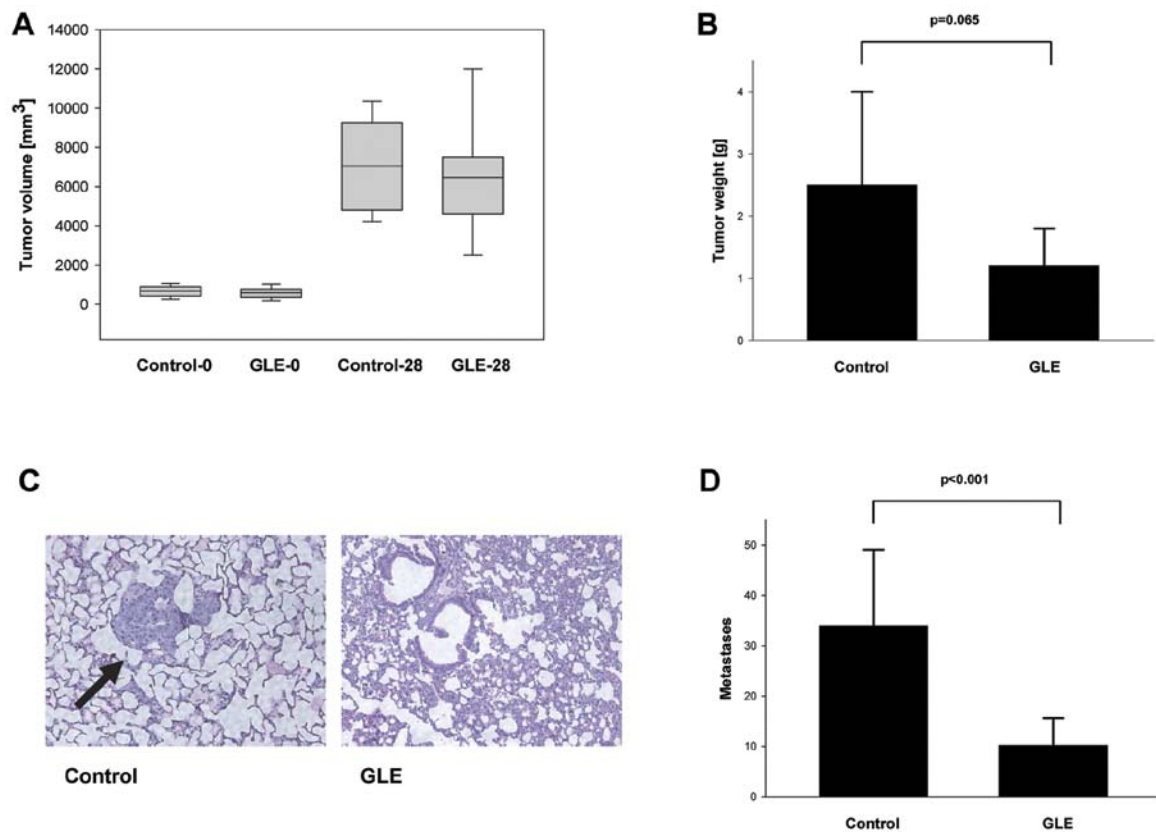 A
Tumor volume [mm3]
14000
12000
10000
8000
6000
4000
2000
0
Control-0 GLE-0 Control-28 GLE-28
B
p=0.065
Tumor weight [g]
4
3
2
1
0
Control GLE
C
Control GLE
D
p<0.001
Metastases
50
40
30
20
10
0
Control GLE